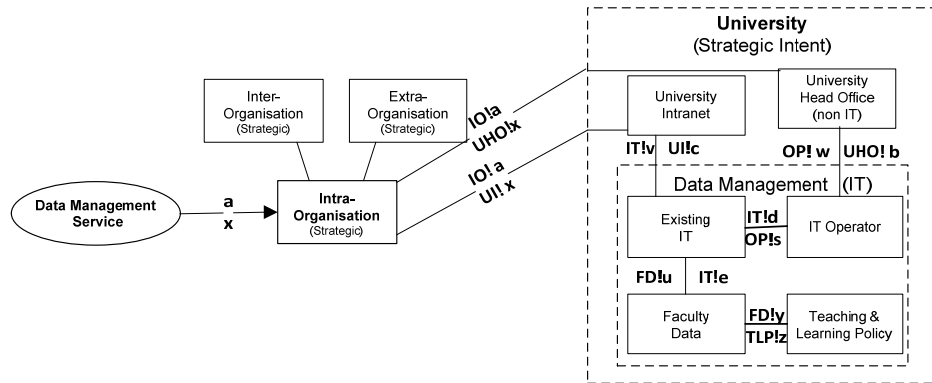 University
(Strategic Intent)
Inter-
Organisation
(Strategic)
Extra-
Organisation
(Strategic)
IO!a
UHO!x
University
Intranet
University
Head Office
(non IT)
IO! a
UI! x
IT!v UI!c
OP! w UHO! b
Data Management (IT)
Data Management
Service
a
x
Intra-
Organisation
(Strategic)
Existing
IT
IT!d
OP!s
IT Operator
FD!u IT!e
Faculty
Data
FD!y
TLP!z
Teaching &
Learning Policy